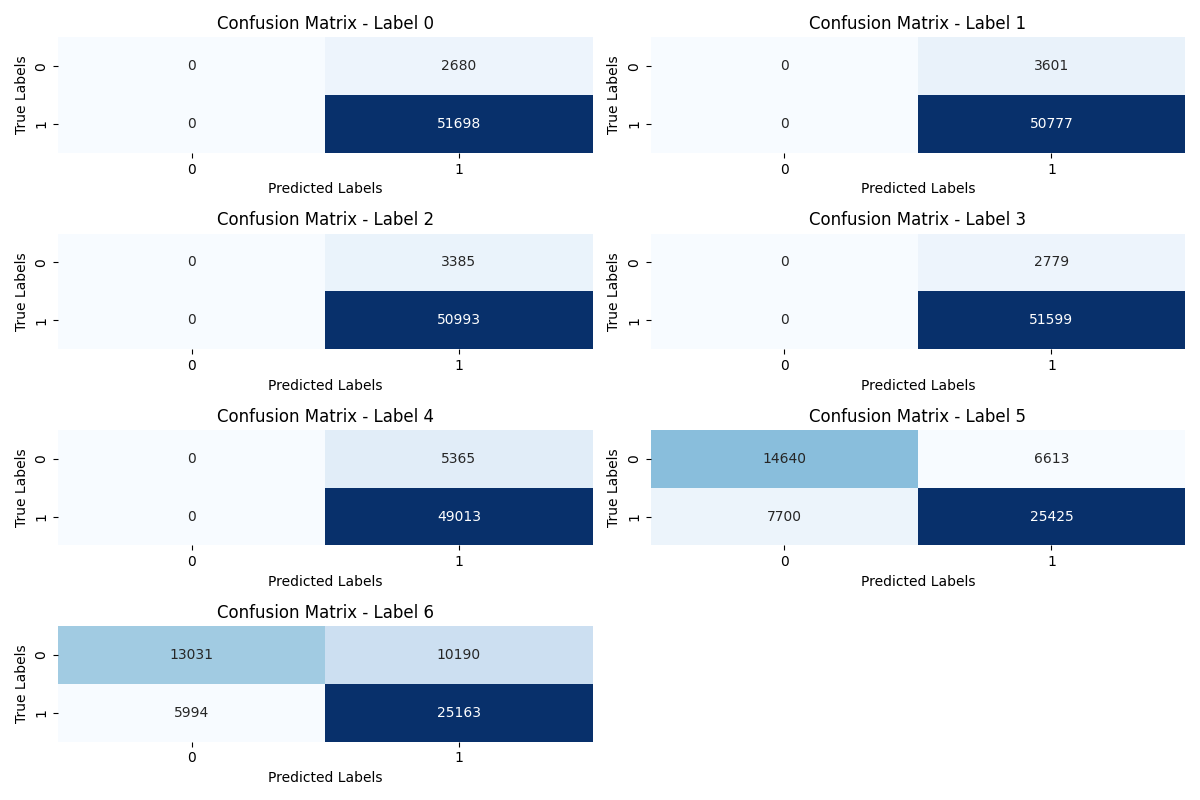 Confusion Matrix - Label 0
True Labels
0
0
2680
1
0
51698
0
1
Predicted Labels
Confusion Matrix - Label 1
True Labels
0
0
3601
1
0
50777
0
1
Predicted Labels
Confusion Matrix - Label 2
True Labels
0
0
3385
1
0
50993
0
1
Predicted Labels
Confusion Matrix - Label 3
True Labels
0
0
2779
1
0
51599
0
1
Predicted Labels
Confusion Matrix - Label 4
True Labels
0
0
5365
1
0
49013
0
1
Predicted Labels
Confusion Matrix - Label 5
True Labels
0
14640
6613
1
7700
25425
0
1
Predicted Labels
Confusion Matrix - Label 6
True Labels
0
13031
10190
1
5994
25163
0
1
Predicted Labels